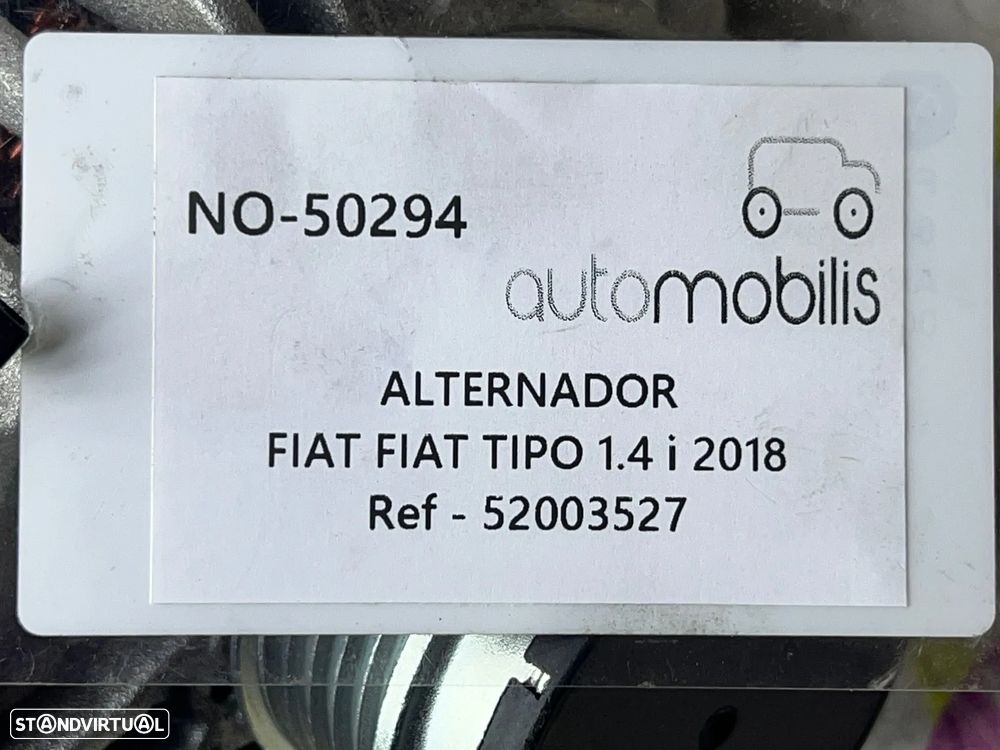 NO-50294
automobilis
ALTERNADOR
FIAT FIAT TIPO 1.4 i 2018
Ref - 52003527
STANDVIRTUAL